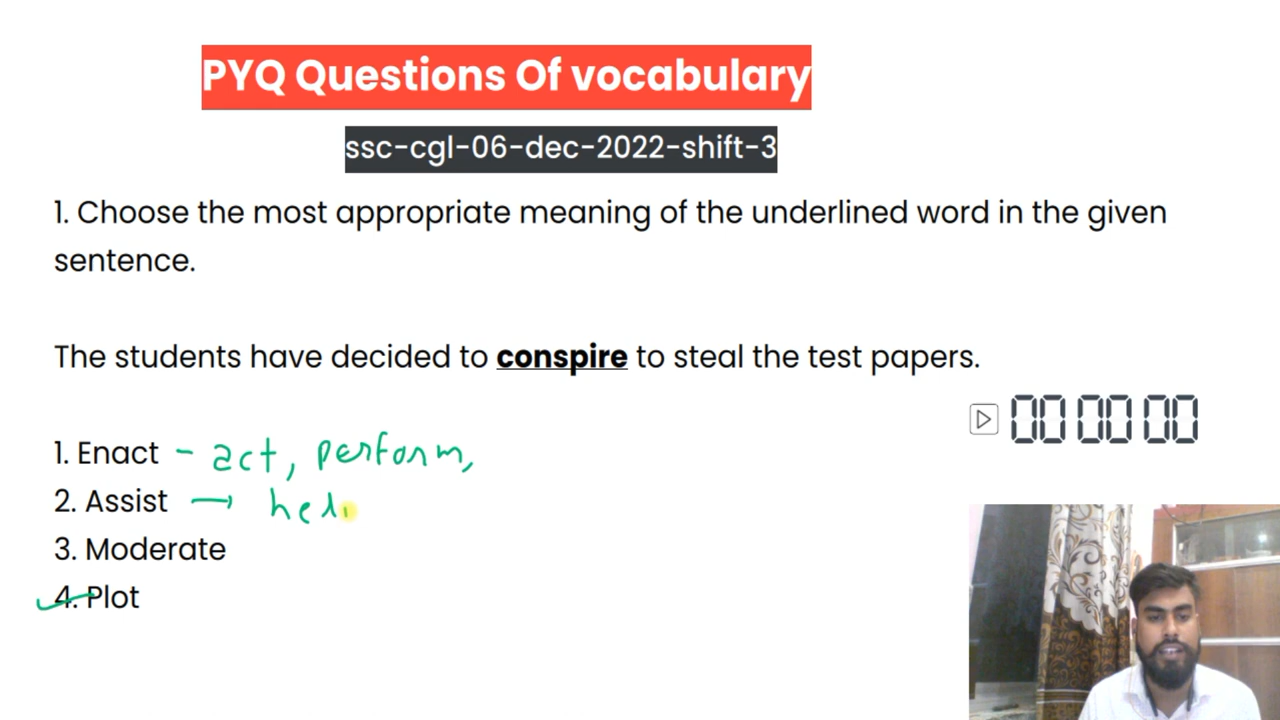 PYQ Questions Of vocabulary
ssc-cgl-06-dec-2022-shift-3
1. Choose the most appropriate meaning of the underlined word in the given
sentence.
The students have decided to conspire to steal the test papers.
00 00 00
1. Enact - act, perform,
2. Assist → hel
3. Moderate
4. Plot